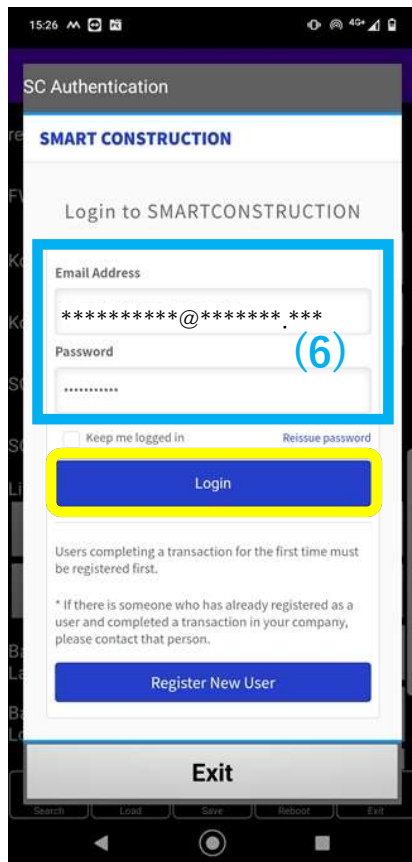 15:26
4G+
SC Authentication
SMART CONSTRUCTION
Login to SMARTCONSTRUCTION
Email Address
**********@*******.***
Password
(6)
...........
Keep me logged in Reissue password
Login
Users completing a transaction for the first time must
be registered first.
* If there is someone who has already registered as a
user and completed a transaction in your company,
please contact that person.
Register New User
Exit
Search Load Save Reboot Exit